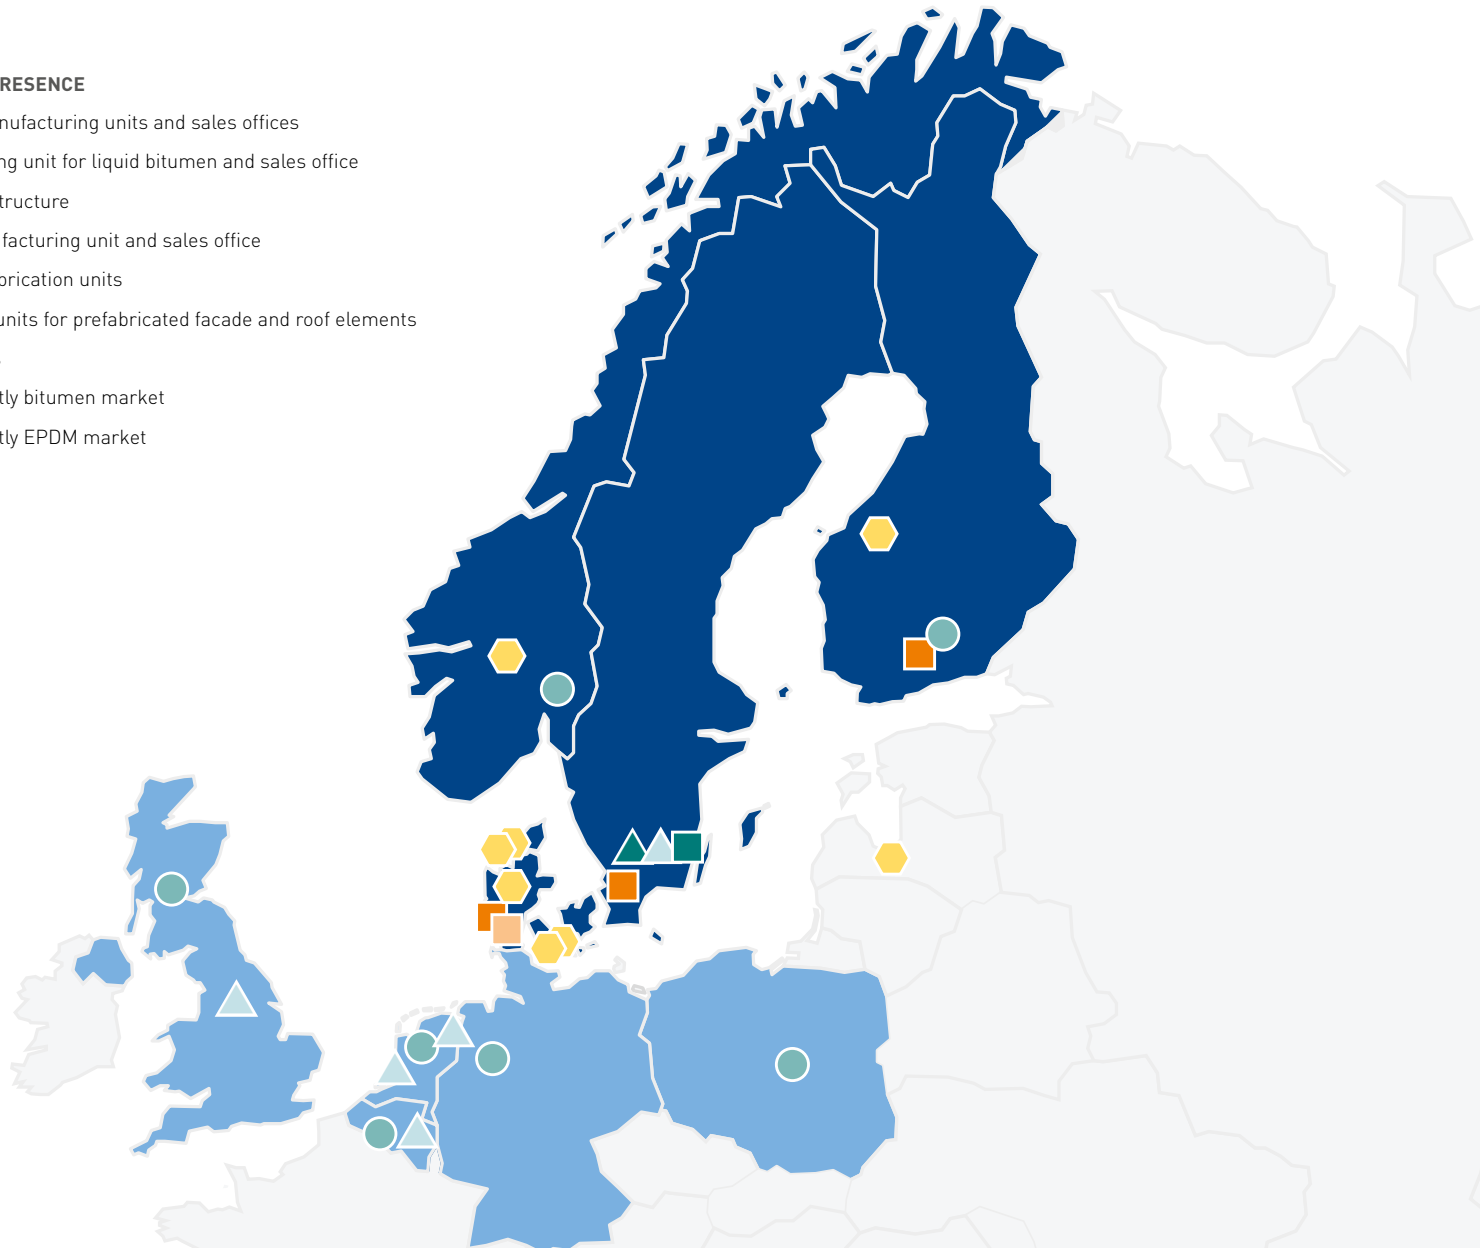 RESENCE
nufacturing units and sales offices
ng unit for liquid bitumen and sales office
tructure
facturing unit and sales office
brication units
units for prefabricated facade and roof elements
tly bitumen market
tly EPDM market